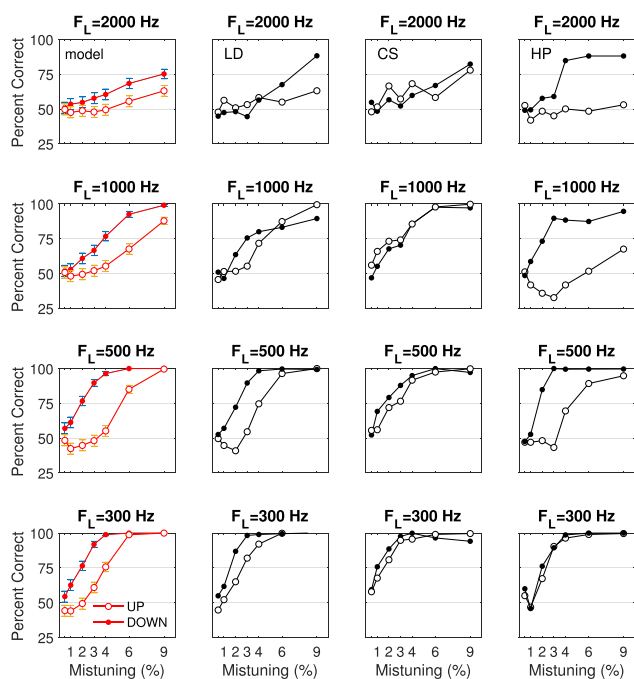 F_L=2000 Hz F_L=2000 Hz F_L=2000 Hz F_L=2000 Hz
model LD CS HP
Percent Correct
100
75
50
25
F_L=1000 Hz F_L=1000 Hz F_L=1000 Hz F_L=1000 Hz
Percent Correct
100
75
50
25
F_L=500 Hz F_L=500 Hz F_L=500 Hz F_L=500 Hz
Percent Correct
100
75
50
25
F_L=300 Hz F_L=300 Hz F_L=300 Hz F_L=300 Hz
Percent Correct
100
75
50
25
UP
DOWN
1 2 3 4 6 9 1 2 3 4 6 9 1 2 3 4 6 9 1 2 3 4 6 9
Mistuning (%) Mistuning (%) Mistuning (%) Mistuning (%)